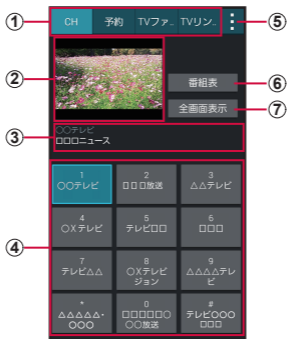 ① CH 予約 TVファ… TVリン… ⑤
②
番組表 ⑥
全画面表示 ⑦
③ ○○テレビ
□□□ニュース
④
1 2 3
○○テレビ □□□放送 △△テレビ
4 5 6
○Xテレビ テレビ□□ □□□
7 8 9
テレビ△△ ○Xテレビ △△△△テレ
ジョン ビ
* 0 #
△△△△△・ □□□□□○ テレビ○○○
○○○ ○○放送 □□□